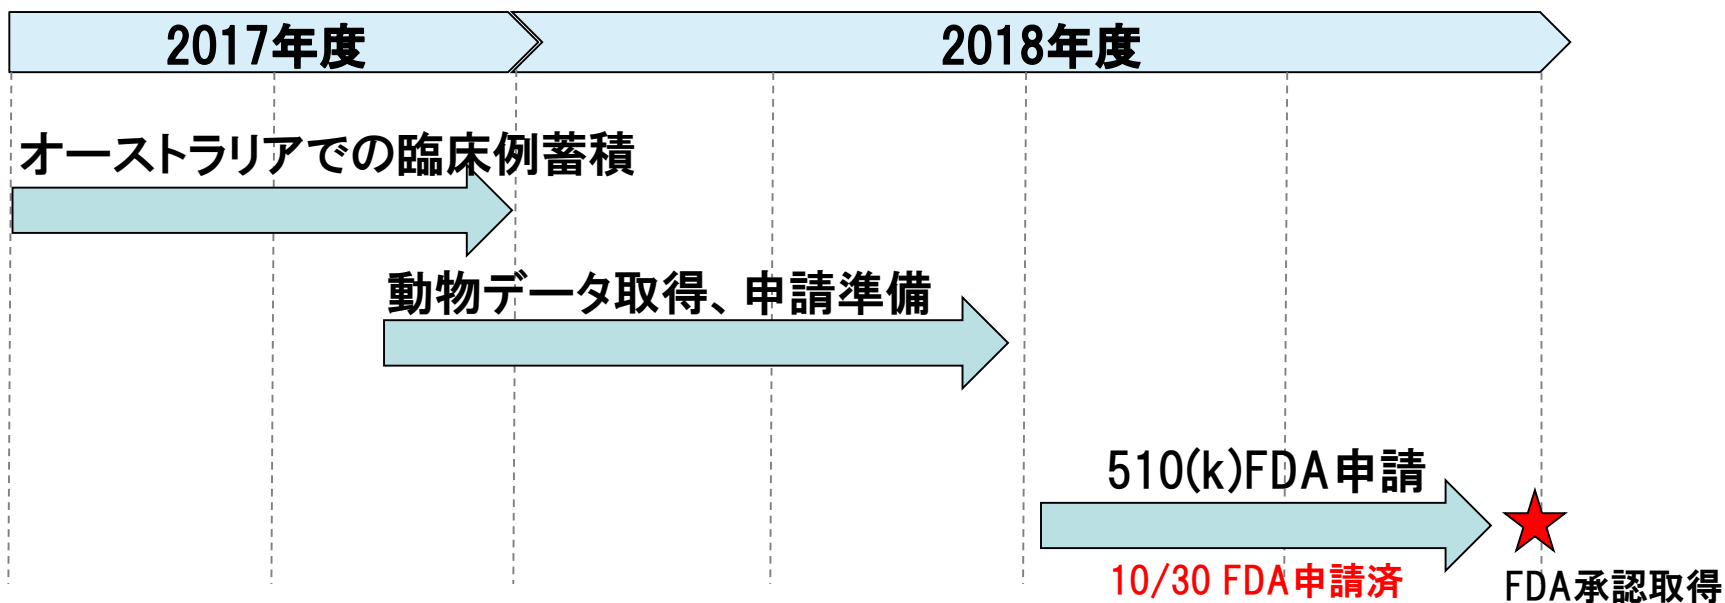 2017年度
2018年度
オーストラリアでの臨床例蓄積
動物データ取得、申請準備
510(k)FDA申請
10/30 FDA申請済
FDA承認取得